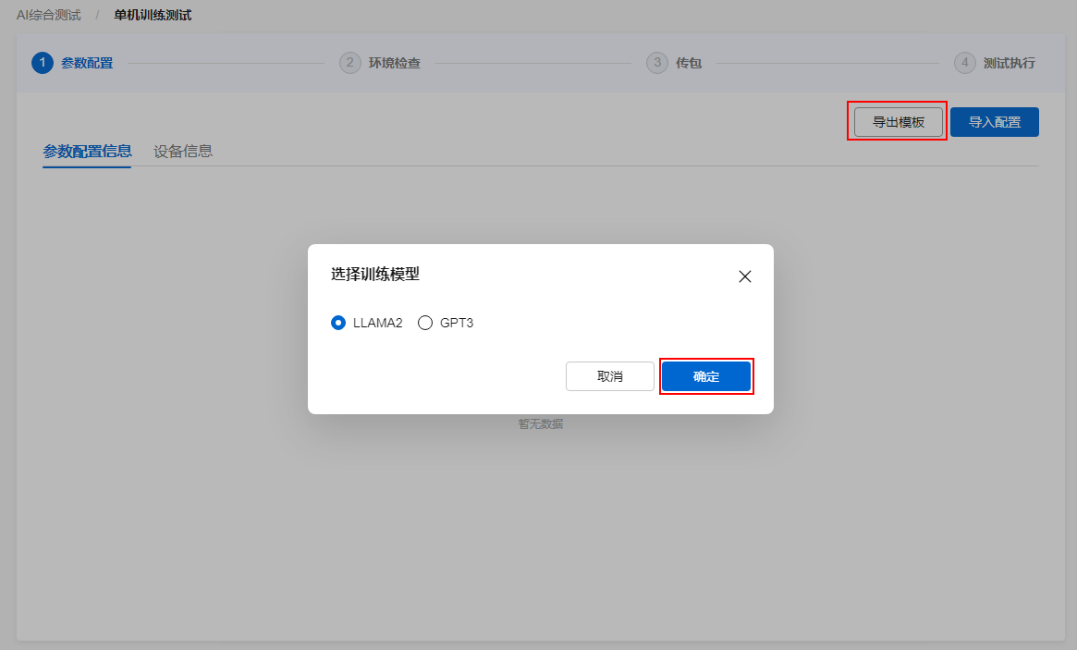 AI综合测试 / 单机训练测试
1 参数配置 2 环境检查 3 传包 4 测试执行
导出模板 导入配置
参数配置信息 设备信息
选择训练模型
LLAMA2 GPT3
取消 确定
暂无数据